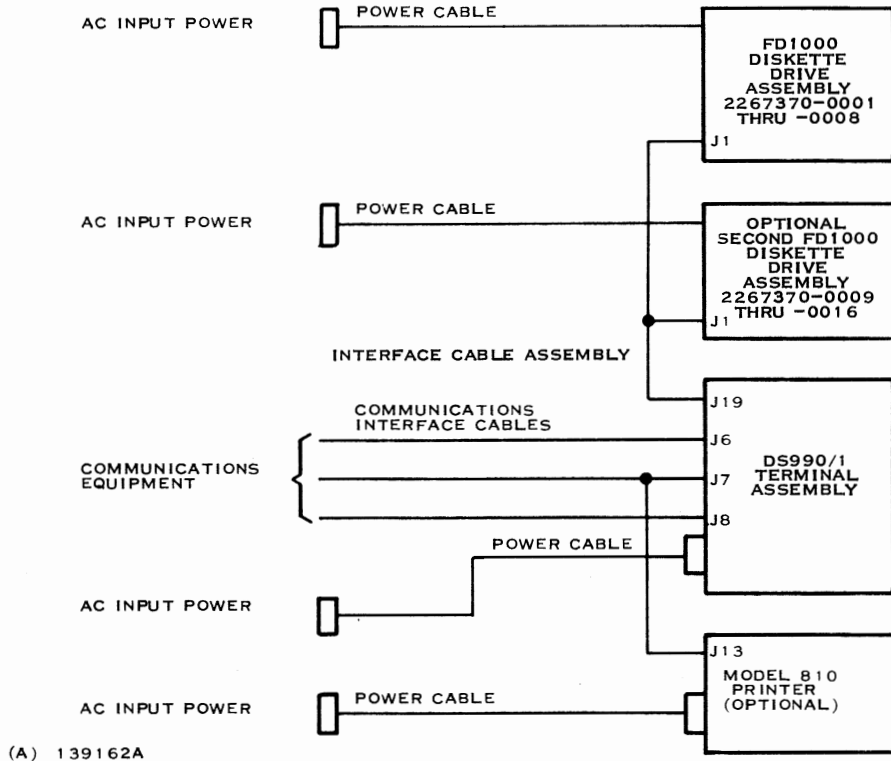 AC INPUT POWER
POWER CABLE
FD1000
DISKETTE
DRIVE
ASSEMBLY
2267370-0001
THRU -0008
J1
AC INPUT POWER
POWER CABLE
OPTIONAL
SECOND FD1000
DISKETTE
DRIVE
ASSEMBLY
2267370-0009
THRU -0016
J1
INTERFACE CABLE ASSEMBLY
J19
COMMUNICATIONS
INTERFACE CABLES
J6
COMMUNICATIONS
EQUIPMENT
J7
DS990/1
TERMINAL
ASSEMBLY
J8
POWER CABLE
AC INPUT POWER
J13
MODEL 810
PRINTER
(OPTIONAL)
POWER CABLE
AC INPUT POWER
(A) 139162A